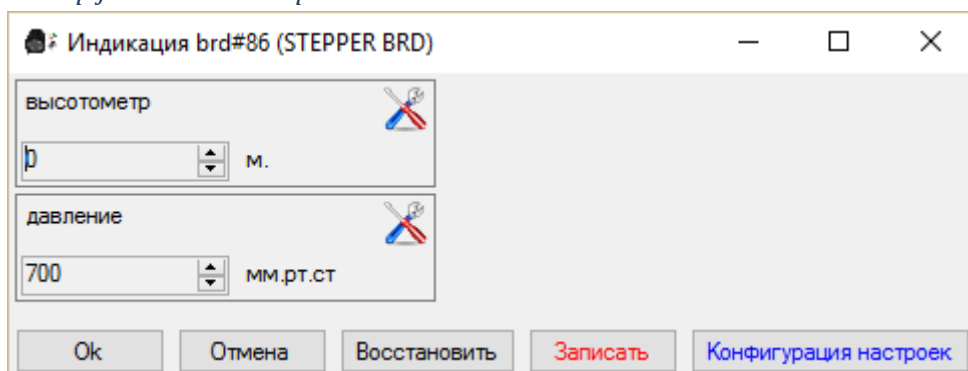 Индикация brd#86 (STEPPER BRD)
высотометр
0 м.
давление
700 мм.рт.ст
Ok Отмена Восстановить Записать Конфигурация настроек